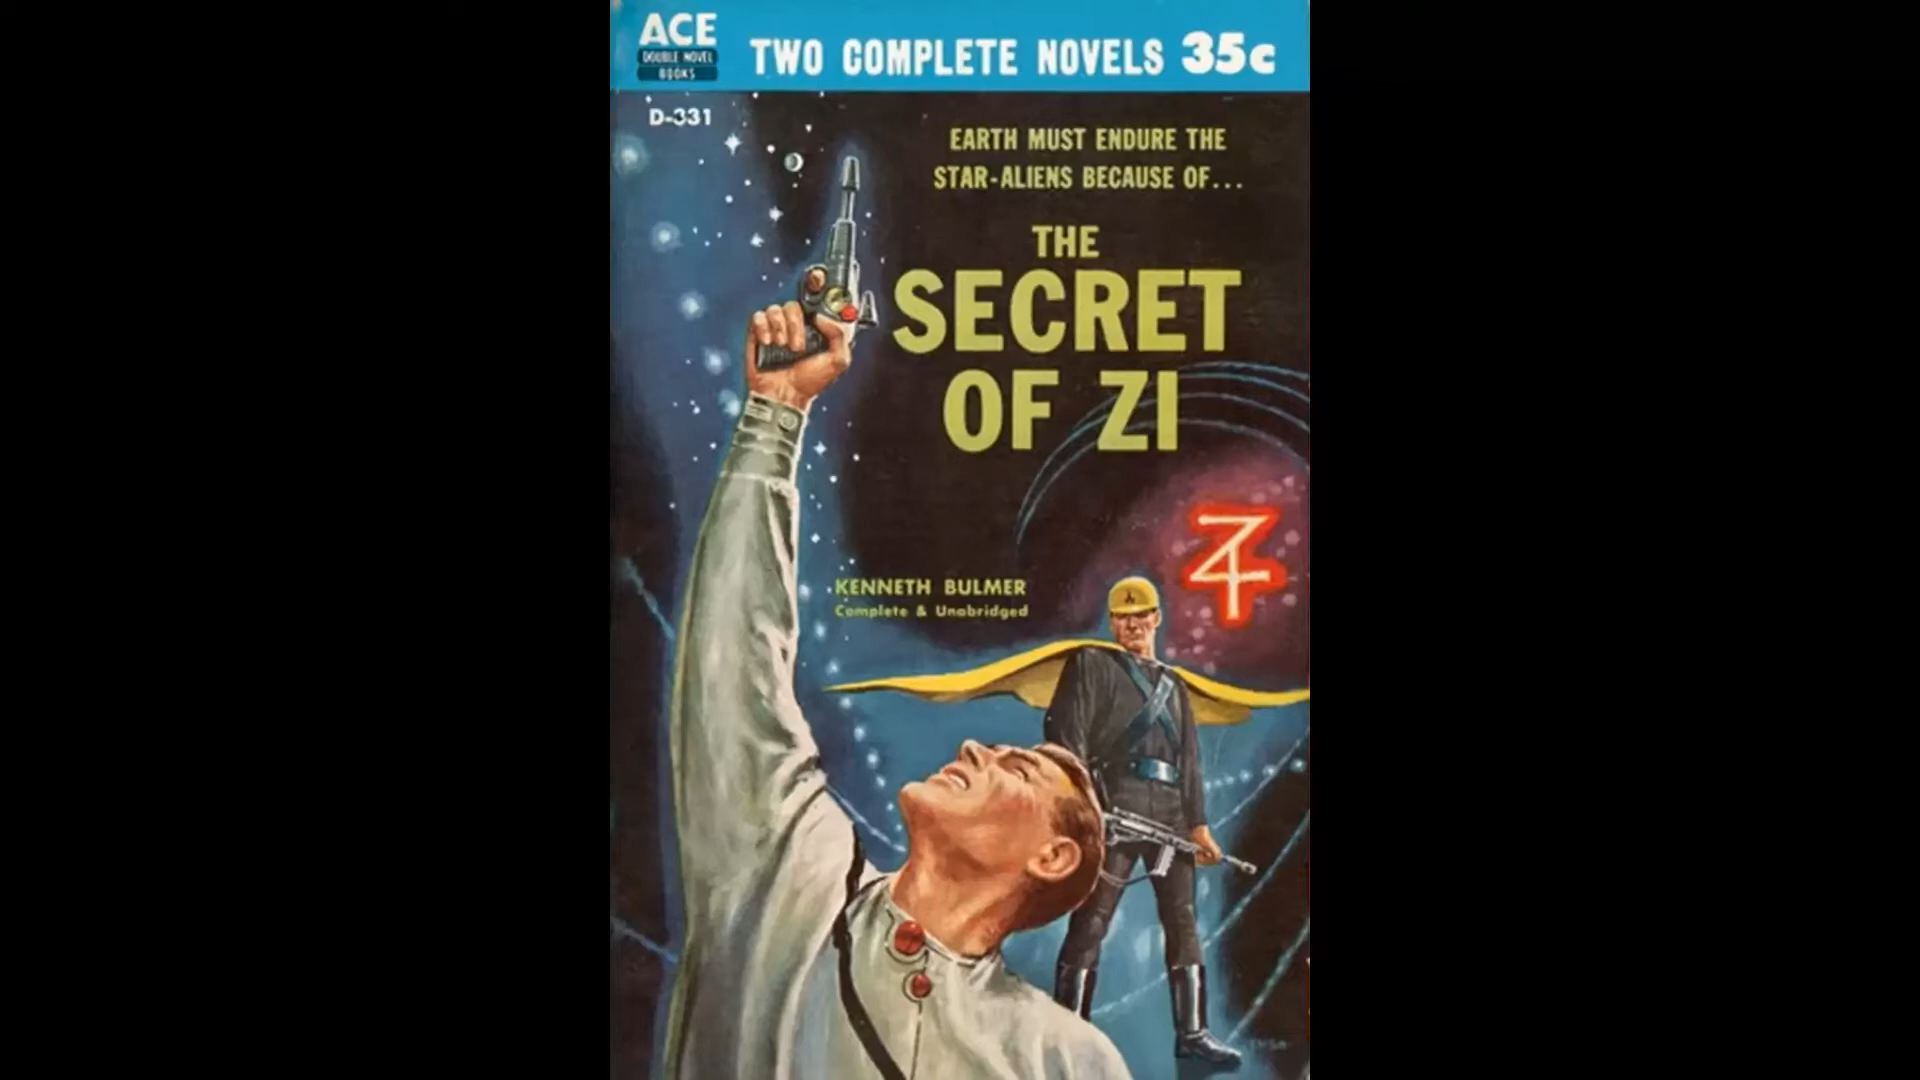 ACE
DOUBLE NOVEL
BOOKS
TWO COMPLETE NOVELS 35c
D-331
EARTH MUST ENDURE THE
STAR-ALIENS BECAUSE OF...
THE
SECRET
OF ZI
KENNETH BULMER
Complete & Unabridged